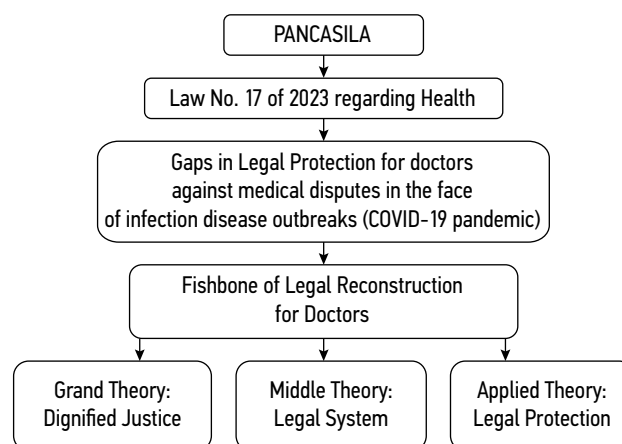 PANCASILA
Law No. 17 of 2023 regarding Health
Gaps in Legal Protection for doctors
against medical disputes in the face
of infection disease outbreaks (COVID-19 pandemic)
Fishbone of Legal Reconstruction
for Doctors
Grand Theory:
Dignified Justice
Middle Theory:
Legal System
Applied Theory:
Legal Protection